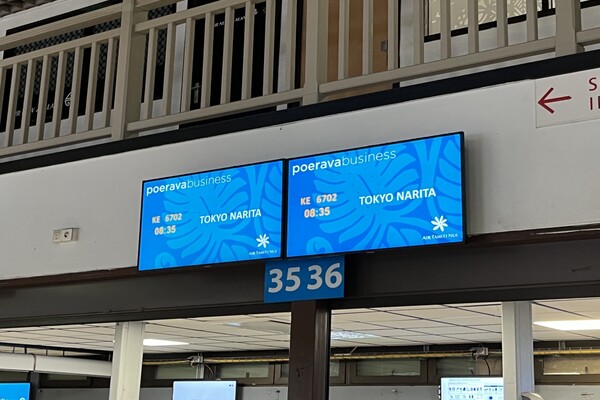 poeravabusiness
KE 6702
08:35
TOKYO NARITA
AIR TAHITI NUI
poeravabusiness
KE 6702
08:35
TOKYO NARITA
AIR TAHITI NUI
35 36